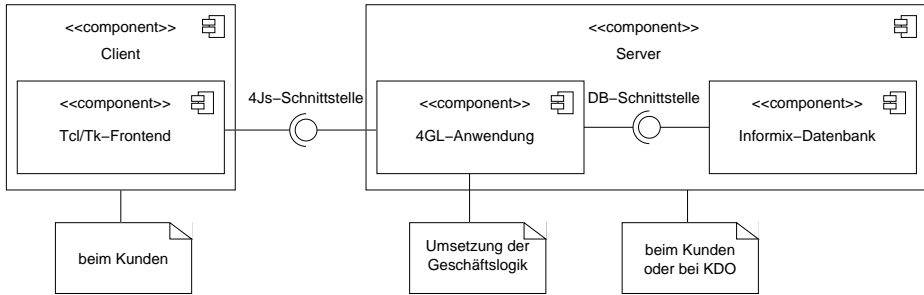 <<component>>
Client
<<component>>
Tcl/Tk–Frontend
4Js–Schnittstelle
<<component>>
Server
<<component>>
4GL–Anwendung
DB–Schnittstelle
<<component>>
Informix–Datenbank
beim Kunden
Umsetzung der
Geschäftslogik
beim Kunden
oder bei KDO